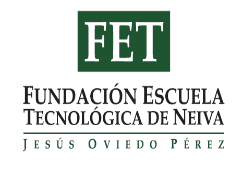 FET
FUNDACIÓN ESCUELA
TECNOLÓGICA DE NEIVA
JESÚS OVIEDO PÉREZ